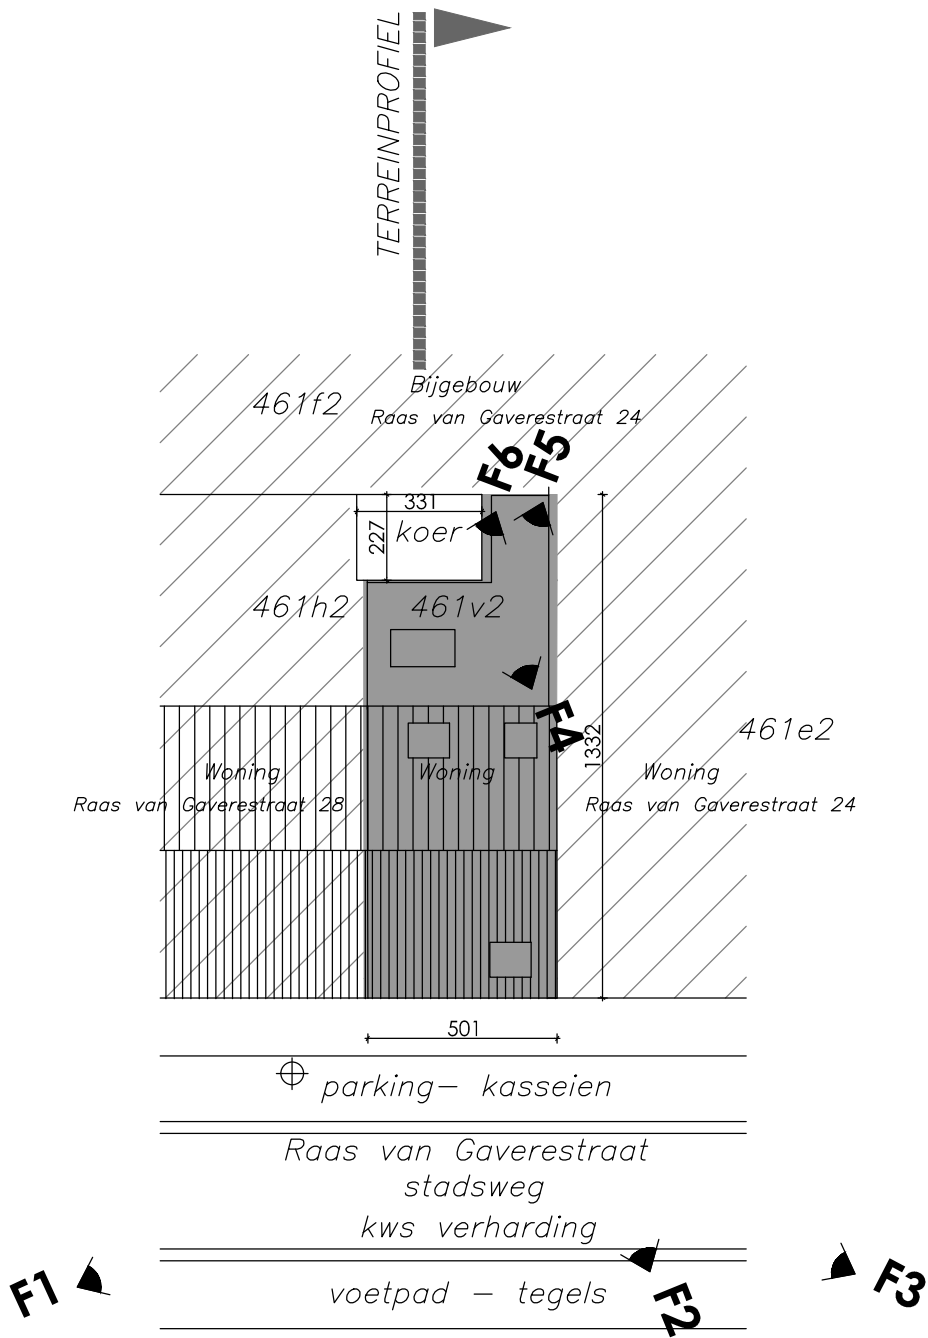 TERREINPROFIEL
Bijgebouw
461f2
Raas van Gaverestraat 24
F6
F5
331
227
koer
461h2
461v2
F4
461e2
1332
Woning
Woning
Woning
Raas van Gaverestraat 28
Raas van Gaverestraat 24
501
parking- kasseien
Raas van Gaverestraat
stadsweg
kws verharding
F1
voetpad - tegels
F2
F3